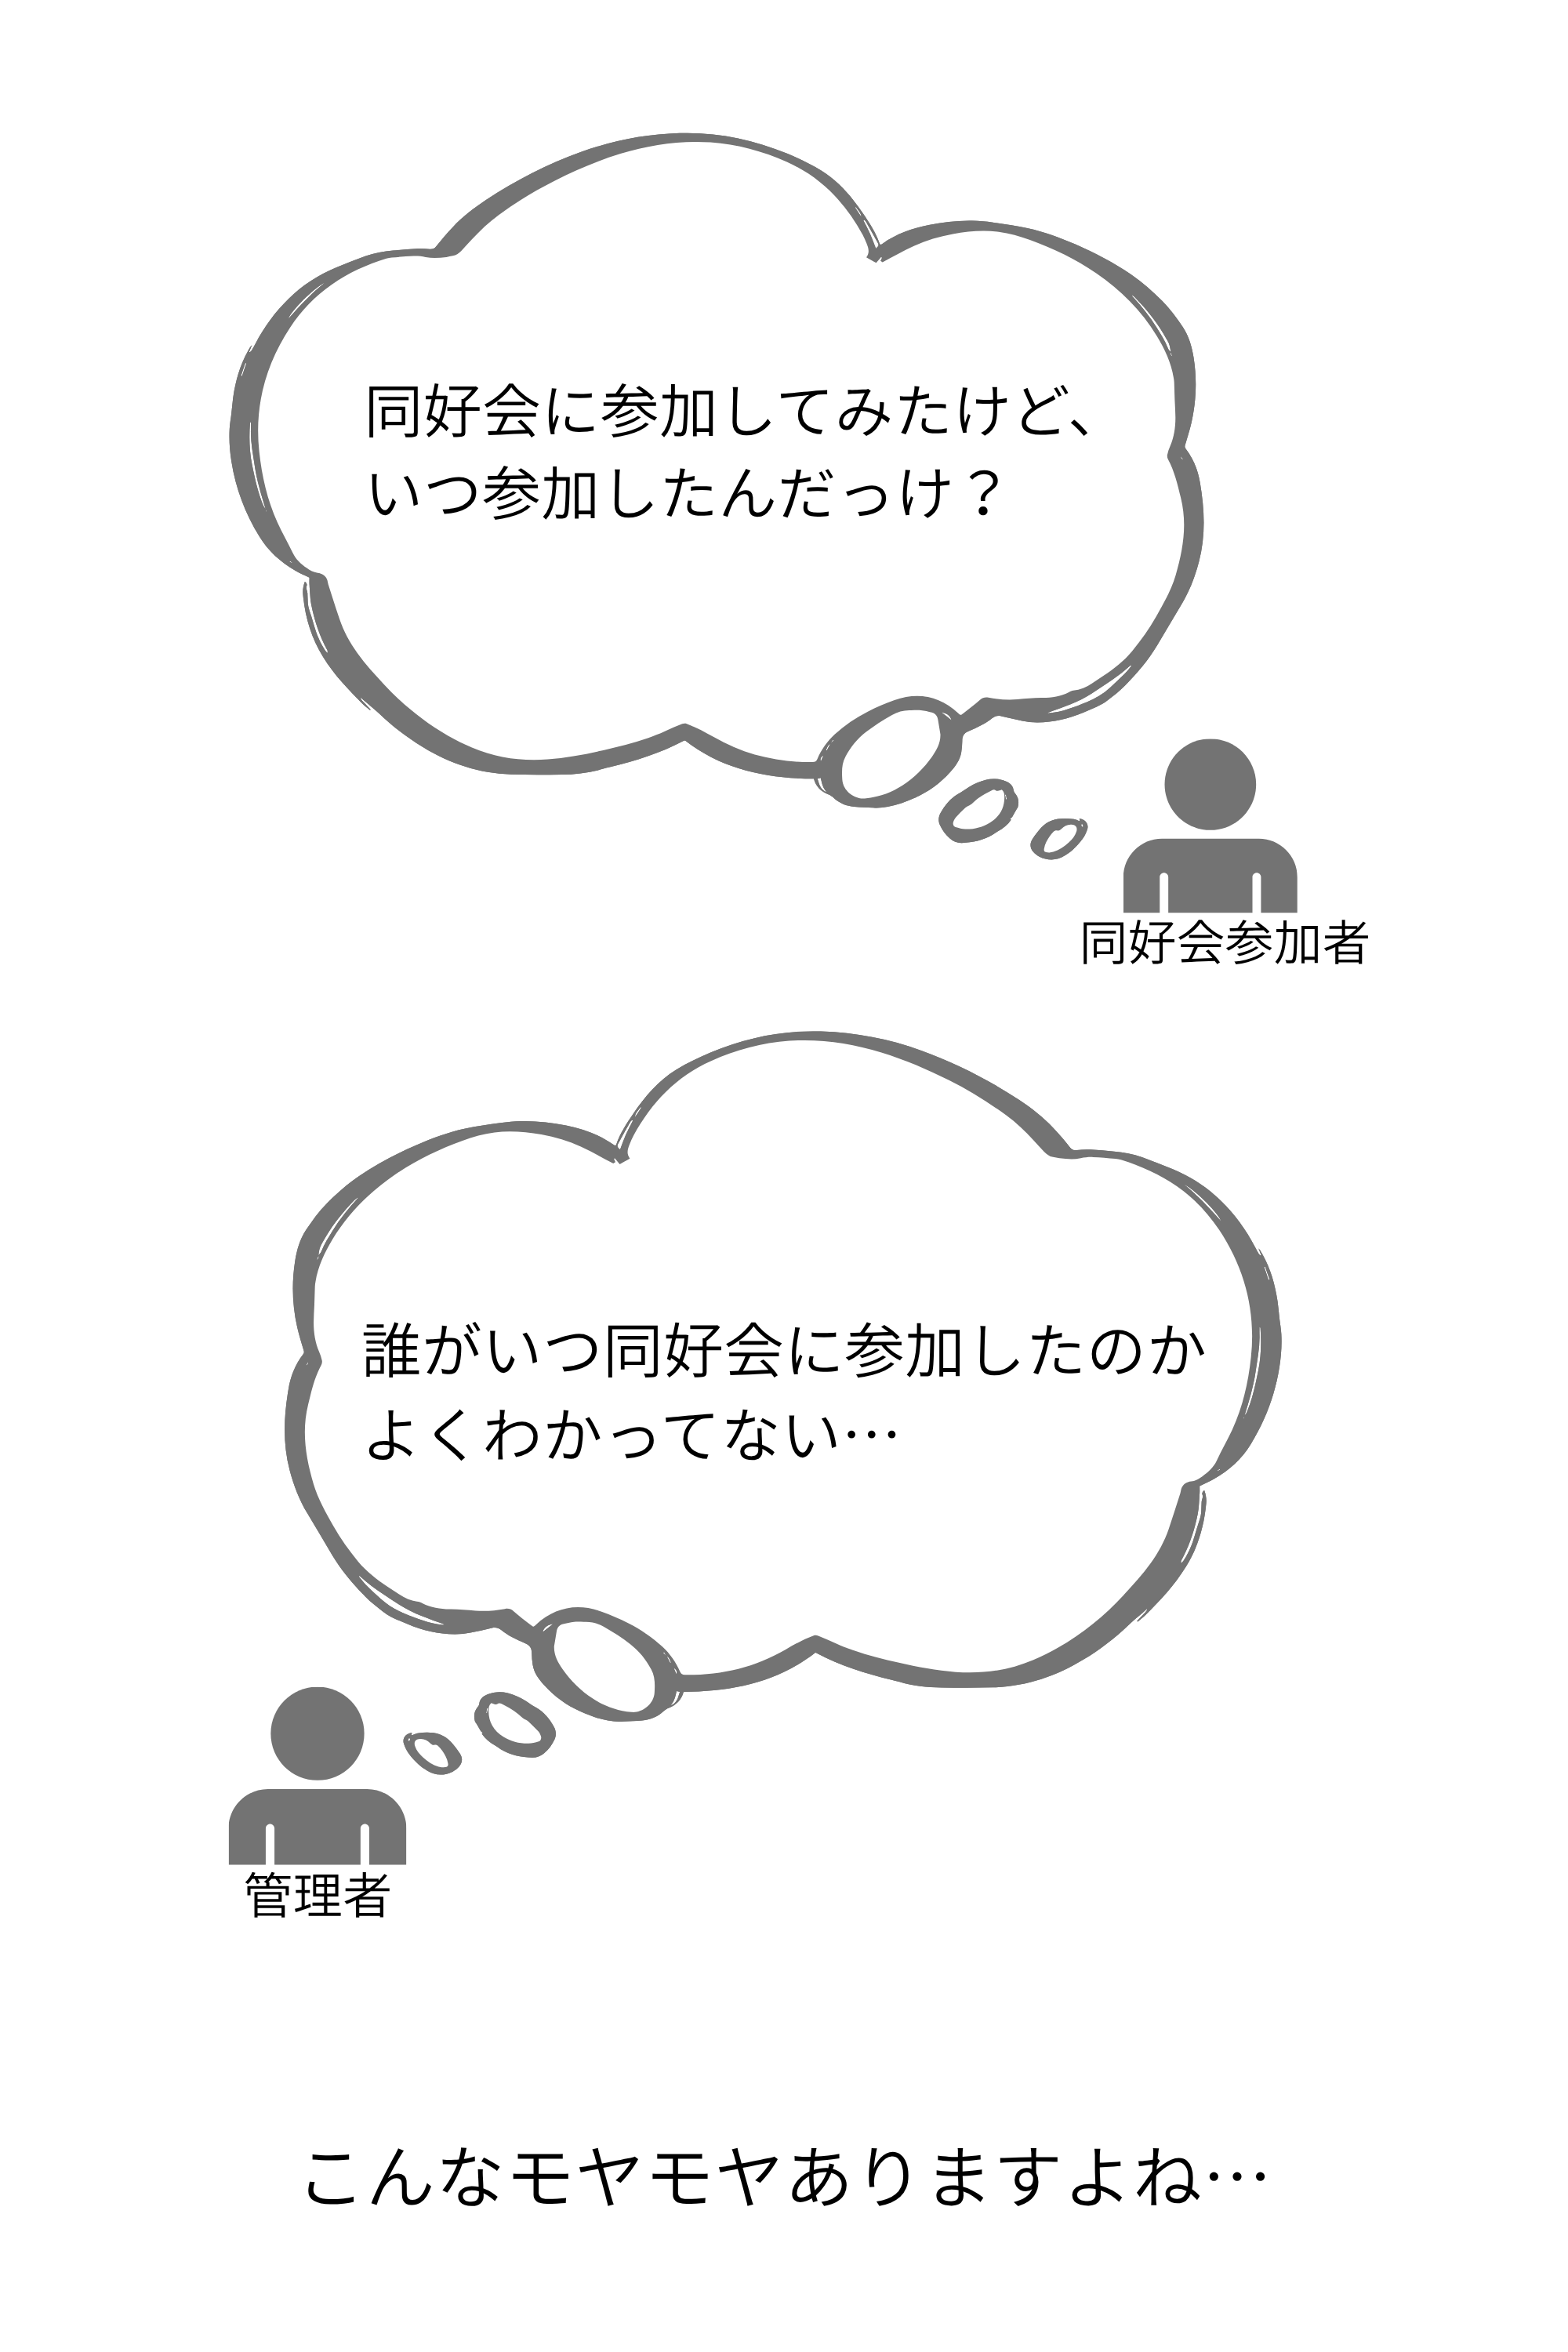 同好会に参加してみたけど、
いつ参加したんだっけ？
同好会参加者
誰がいつ同好会に参加したのか
よくわかってない…
管理者
こんなモヤモヤありますよね…